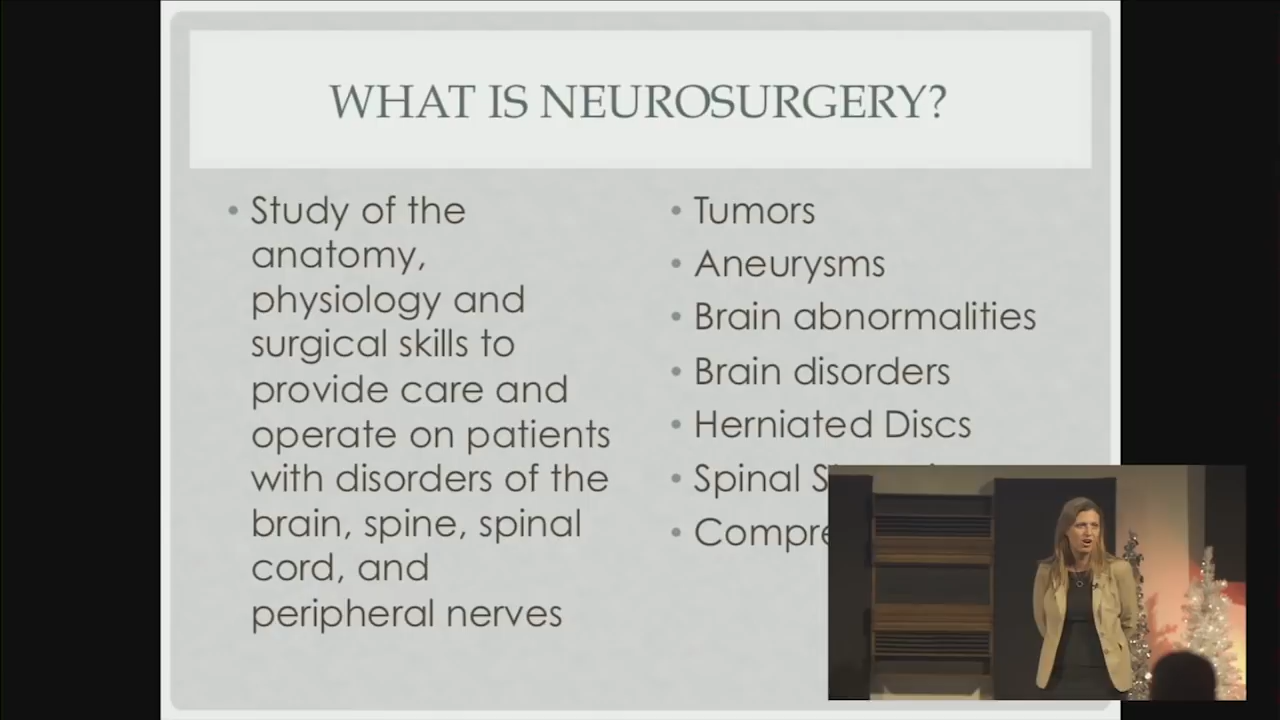 WHAT IS NEUROSURGERY?
• Study of the
anatomy,
physiology and
surgical skills to
provide care and
operate on patients
with disorders of the
brain, spine, spinal
cord, and
peripheral nerves
• Tumors
• Aneurysms
• Brain abnormalities
• Brain disorders
• Herniated Discs
• Spinal